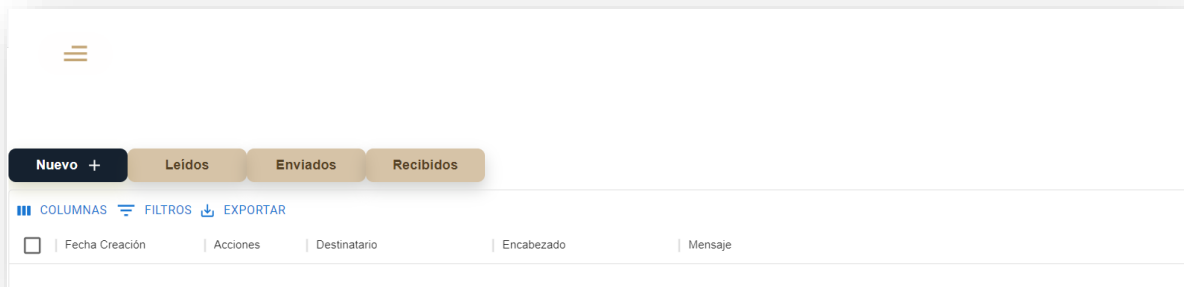 Nuevo + Leídos Enviados Recibidos
COLUMNAS FILTROS EXPORTAR
Fecha Creación Acciones Destinatario Encabezado Mensaje